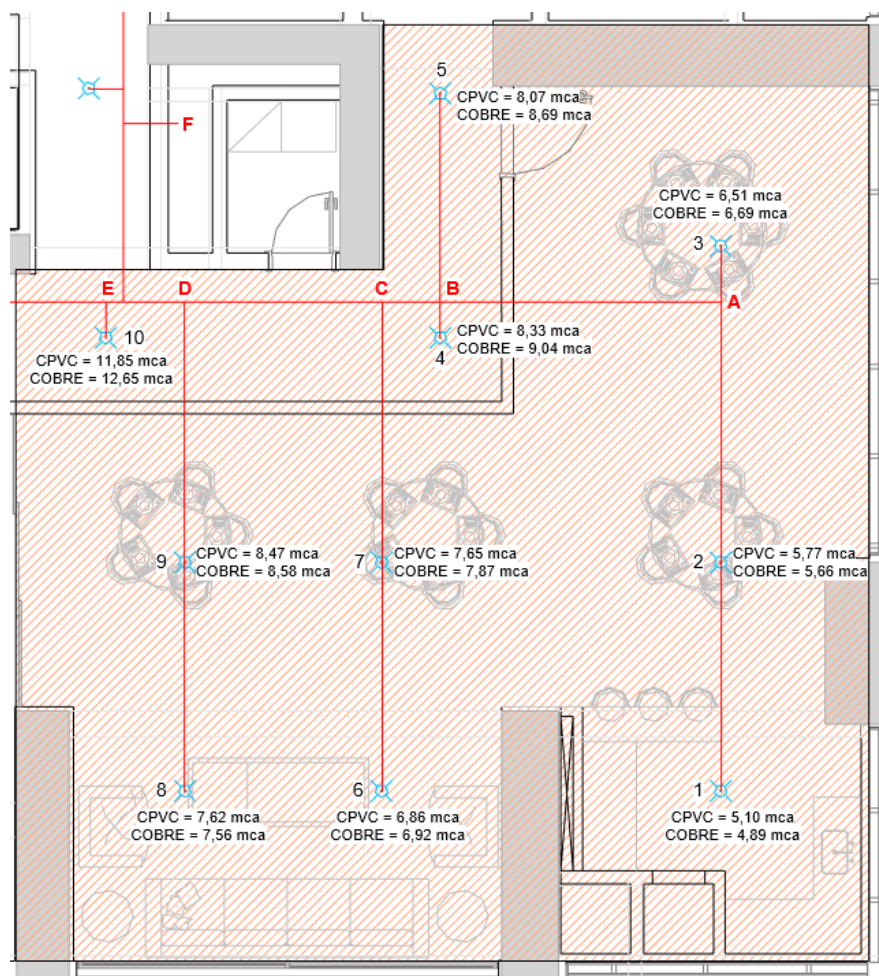 5
CPVC = 8,07 mca
COBRE = 8,69 mca
F
CPVC = 6,51 mca
COBRE = 6,69 mca
3
E
D
C
B
A
10
CPVC = 11,85 mca
COBRE = 12,65 mca
CPVC = 8,33 mca
COBRE = 9,04 mca
4
9
CPVC = 8,47 mca
COBRE = 8,58 mca
7
CPVC = 7,65 mca
COBRE = 7,87 mca
2
CPVC = 5,77 mca
COBRE = 5,66 mca
8
CPVC = 7,62 mca
COBRE = 7,56 mca
6
CPVC = 6,86 mca
COBRE = 6,92 mca
1
CPVC = 5,10 mca
COBRE = 4,89 mca